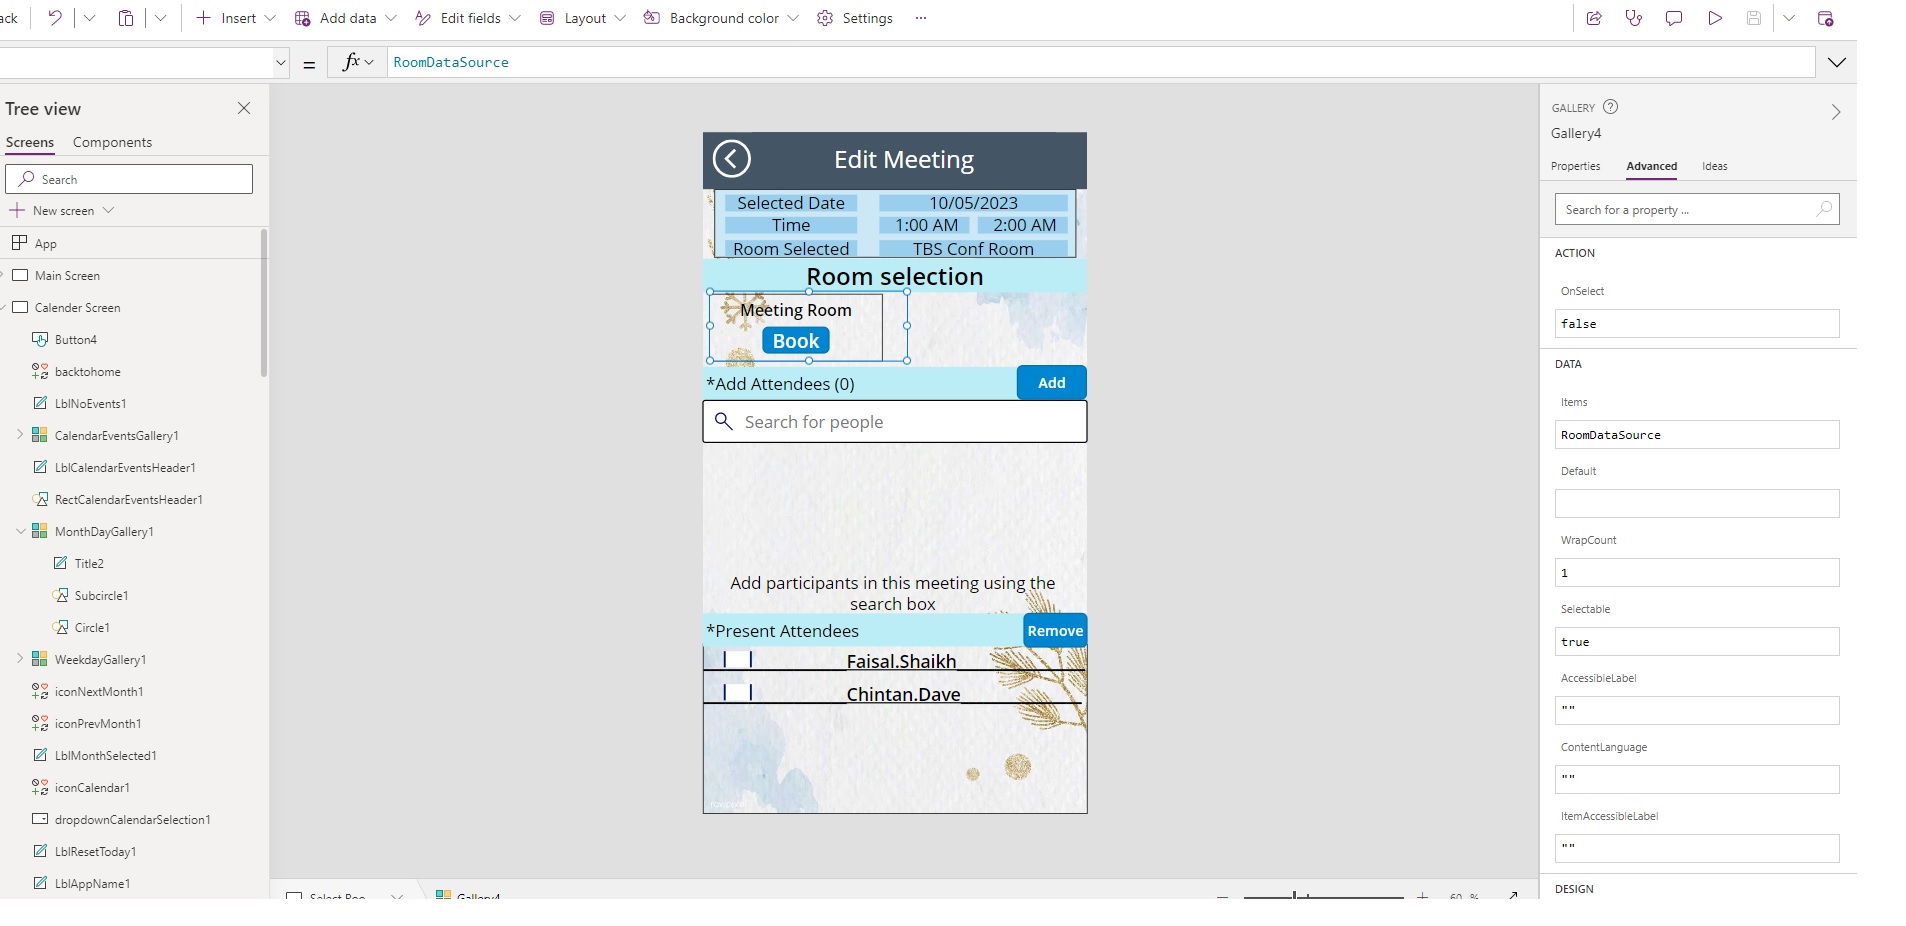 ack
Insert
Add data
Edit fields
Layout
Background color
Settings
...
=
fx
RoomDataSource
Tree view
Screens
Components
Search
New screen
App
Main Screen
Calender Screen
Button4
backtohome
LblNoEvents1
CalendarEventsGallery1
LblCalendarEventsHeader1
RectCalendarEventsHeader1
MonthDayGallery1
Title2
Subcircle1
Circle1
WeekdayGallery1
iconNextMonth1
iconPrevMonth1
LblMonthSelected1
iconCalendar1
dropdownCalendarSelection1
LblResetToday1
LblAppName1
Edit Meeting
Selected Date 10/05/2023
Time 1:00 AM 2:00 AM
Room Selected TBS Conf Room
Room selection
Meeting Room
Book
*Add Attendees (0) Add
Search for people
Add participants in this meeting using the
search box
*Present Attendees Remove
Faisal.Shaikh
Chintan.Dave
Select Roo
Gallery4
60 %
GALLERY
Gallery4
Properties
Advanced
Ideas
Search for a property ...
ACTION
OnSelect
false
DATA
Items
RoomDataSource
Default
WrapCount
1
Selectable
true
AccessibleLabel
""
ContentLanguage
""
ItemAccessibleLabel
""
DESIGN